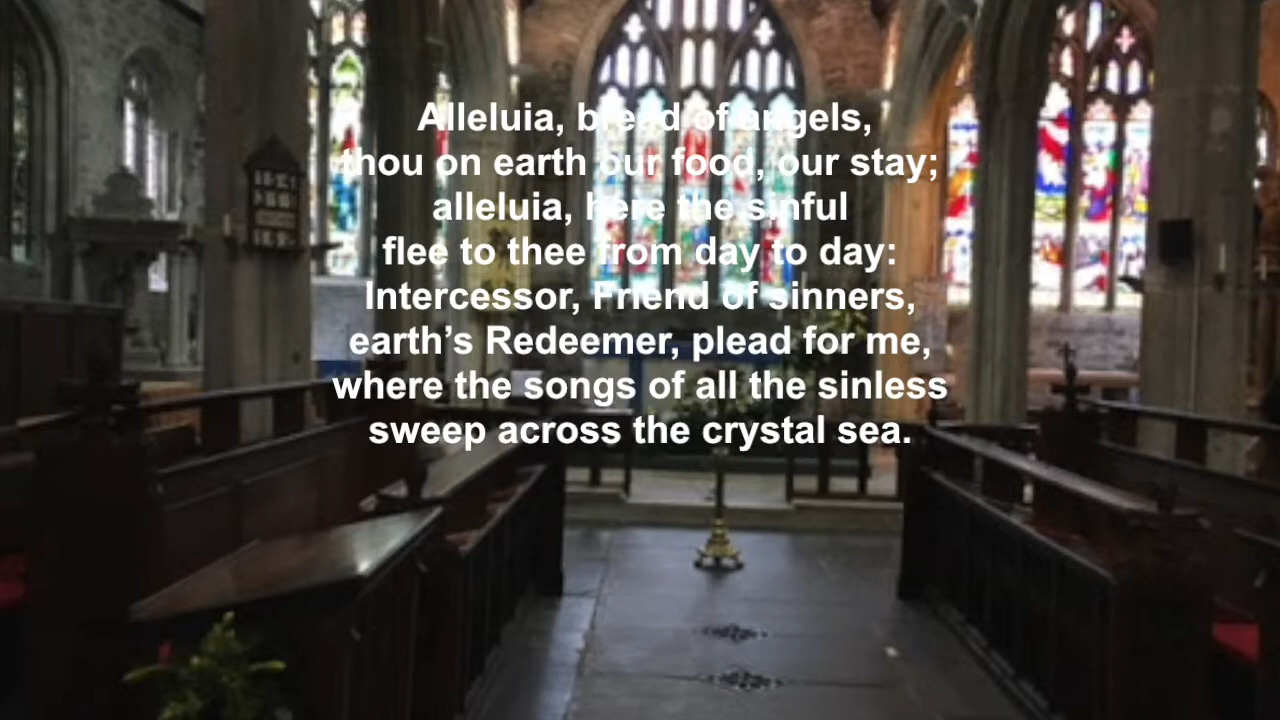 Alleluia, bread of angels,
thou on earth our food, our stay;
alleluia, here the sinful
flee to thee from day to day:
Intercessor, Friend of sinners,
earth’s Redeemer, plead for me,
where the songs of all the sinless
sweep across the crystal sea.